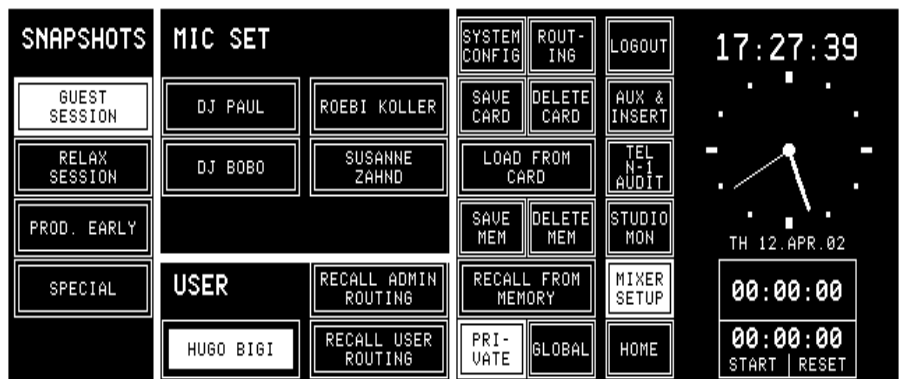 SNAPSHOTS
GUEST
SESSION
RELAX
SESSION
PROD. EARLY
SPECIAL
MIC SET
DJ PAUL
ROEBI KOLLER
DJ BOBO
SUSANNE
ZAHND
USER
RECALL ADMIN
ROUTING
HUGO BIGI
RECALL USER
ROUTING
SYSTEM
CONFIG
ROUT-
ING
SAVE
CARD
DELETE
CARD
LOAD FROM
CARD
SAVE
MEM
DELETE
MEM
RECALL FROM
MEMORY
PRI-
VATE
GLOBAL
LOGOUT
AUX &
INSERT
TEL
N-1
AUDIT
STUDIO
MON
MIXER
SETUP
HOME
17:27:39
TH 12.APR.02
00:00:00
00:00:00
START | RESET